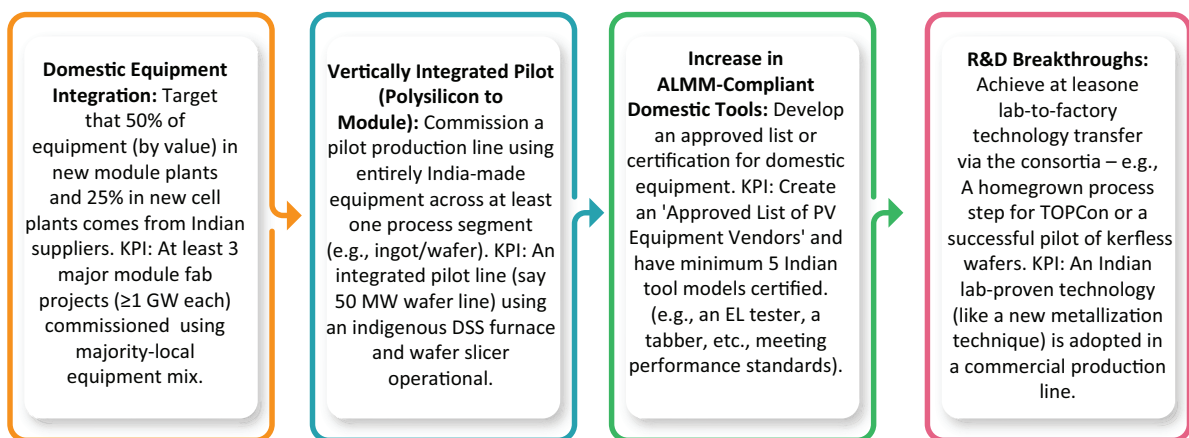 Domestic Equipment
Integration: Target
that 50% of
equipment (by value) in
new module plants
and 25% in new cell
plants comes from Indian
suppliers. KPI: At least 3
major module fab
projects (≥1 GW each)
commissioned using
majority-local
equipment mix.
Vertically Integrated Pilot
(Polysilicon to
Module): Commission a
pilot production line using
entirely India-made
equipment across at least
one process segment
(e.g., ingot/wafer). KPI: An
integrated pilot line (say
50 MW wafer line) using
an indigenous DSS furnace
and wafer slicer
operational.
Increase in
ALMM-Compliant
Domestic Tools: Develop
an approved list or
certification for domestic
equipment. KPI: Create
an 'Approved List of PV
Equipment Vendors' and
have minimum 5 Indian
tool models certified.
(e.g., an EL tester, a
tabber, etc., meeting
performance standards).
R&D Breakthroughs:
Achieve at leasone
lab-to-factory
technology transfer
via the consortia – e.g.,
A homegrown process
step for TOPCon or a
successful pilot of kerfless
wafers. KPI: An Indian
lab-proven technology
(like a new metallization
technique) is adopted in
a commercial production
line.